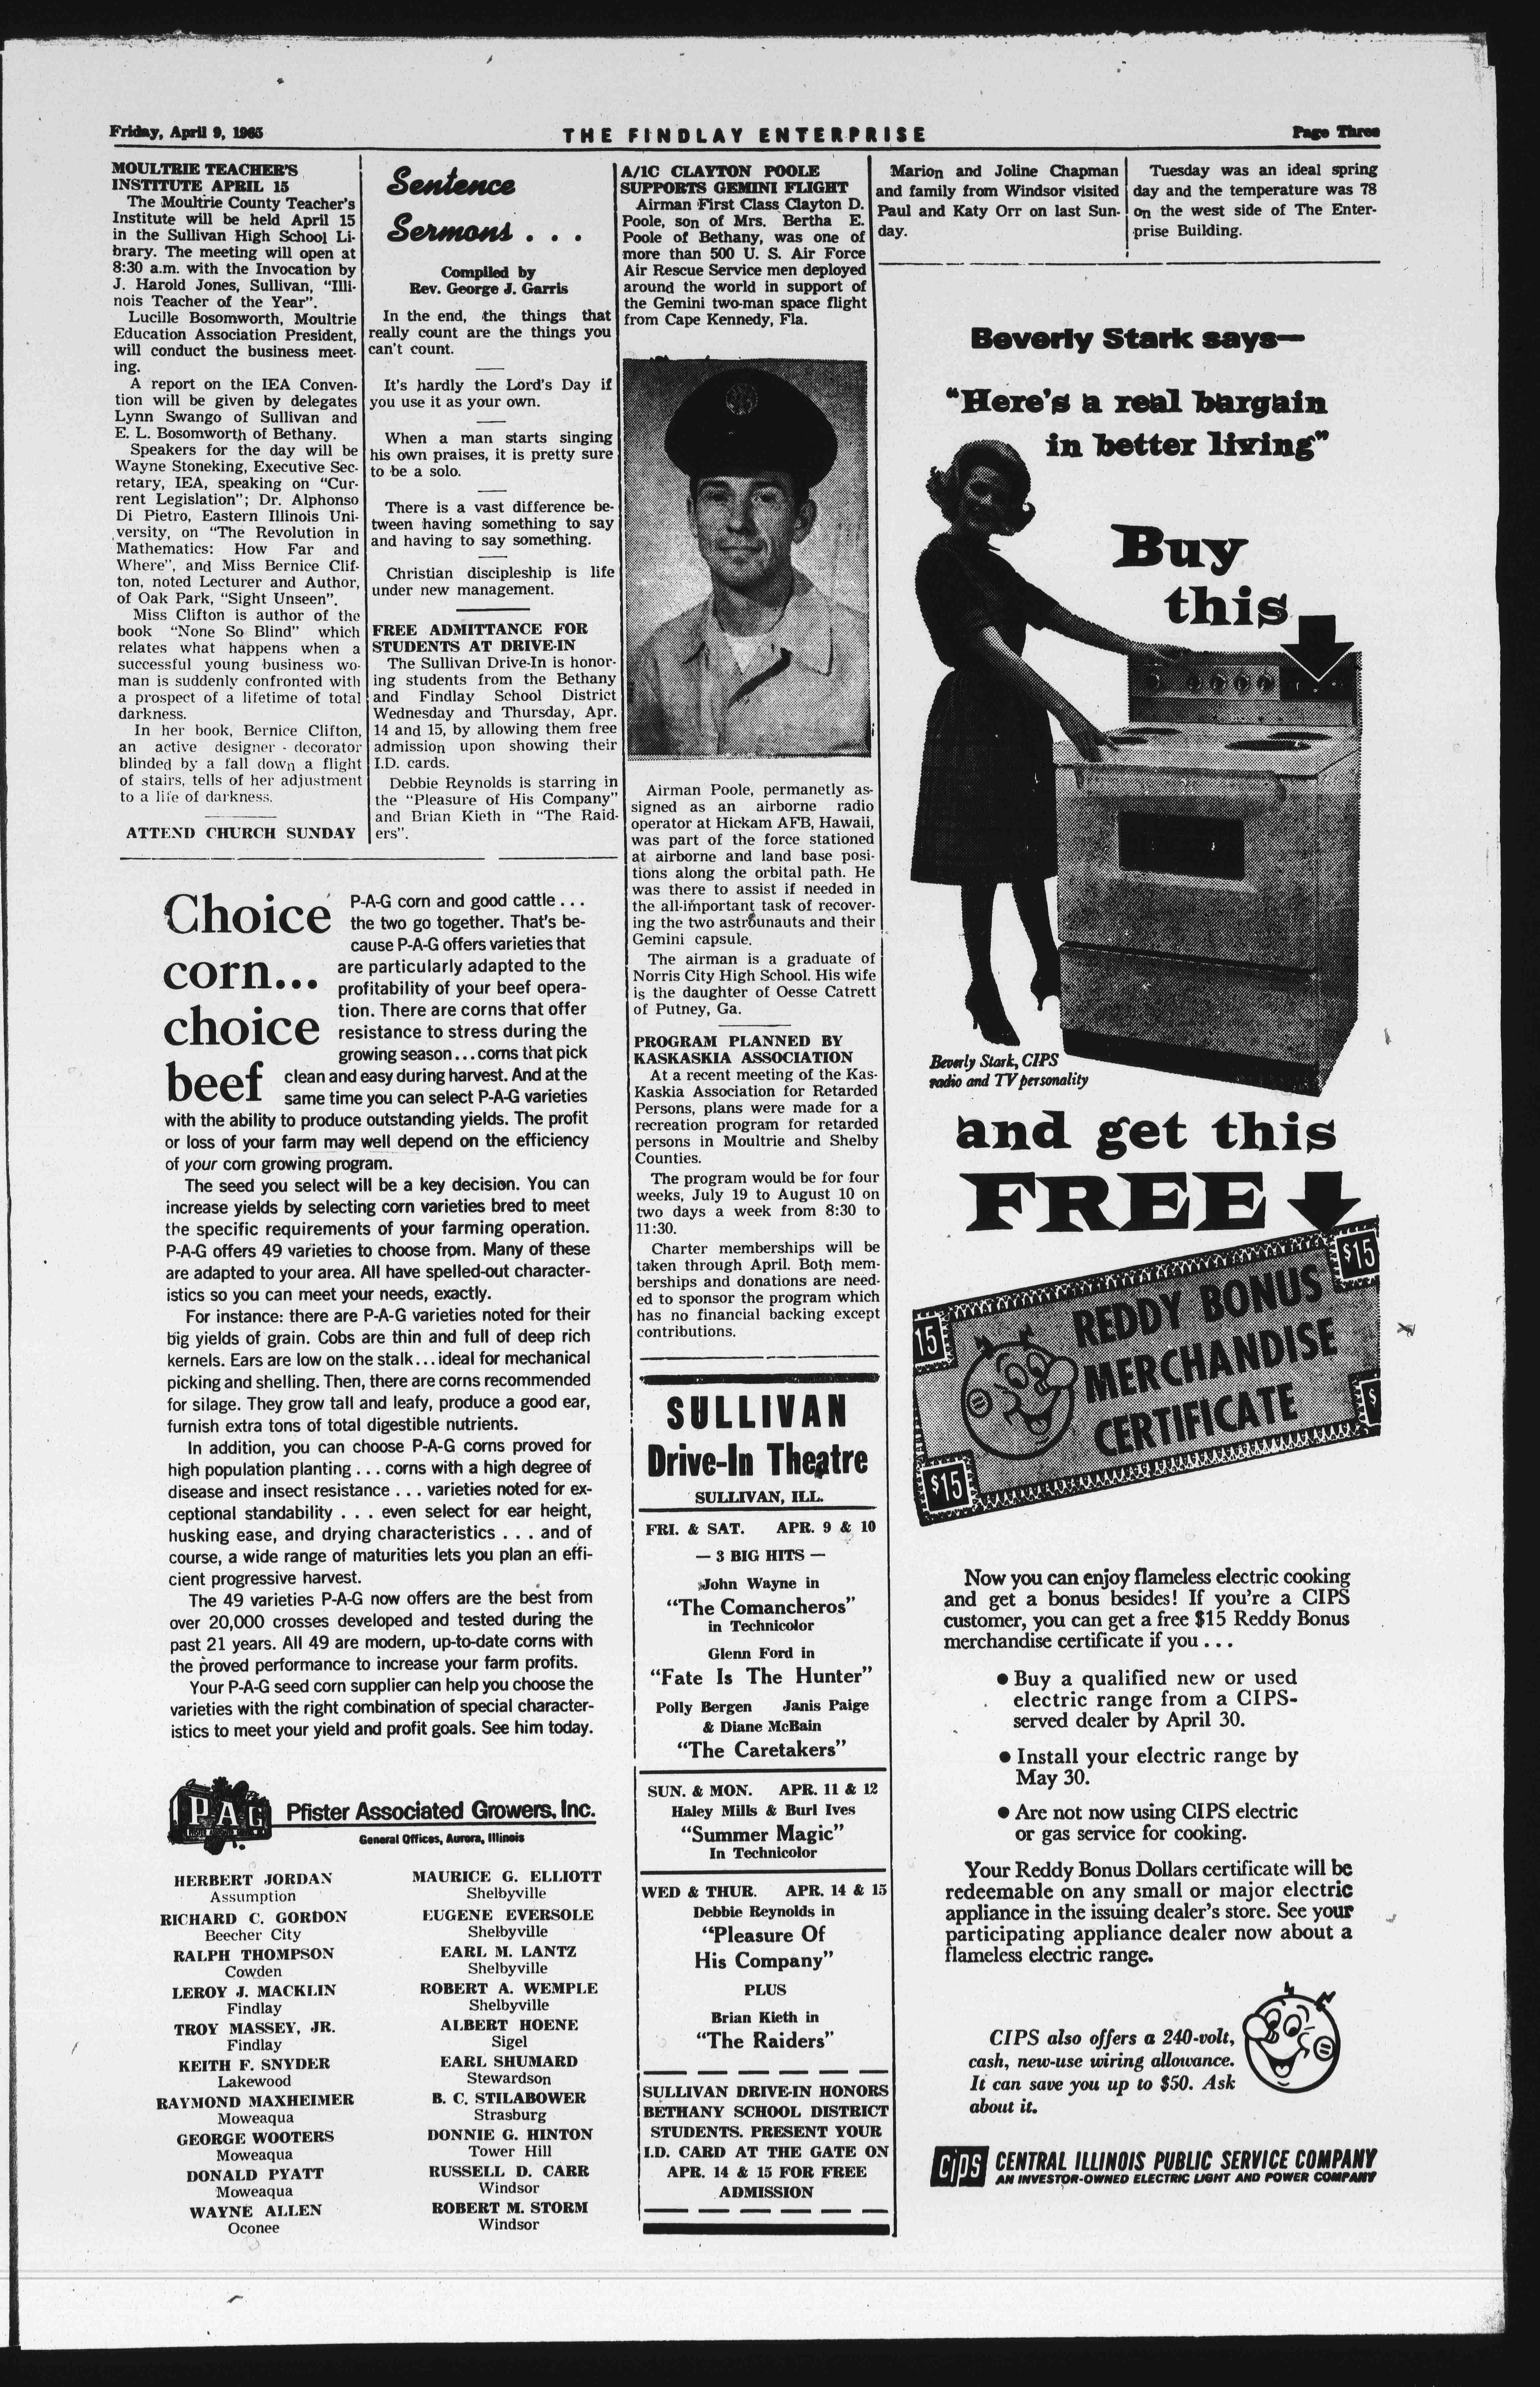 Friday, April 9, 1965
THE FINDLAY ENTERPRISE
Page Three
MOULTRIE TEACHER'S
INSTITUTE APRIL 15
The Moultrie County Teacher's
Institute will be held April 15
in the Sullivan High School Li-
brary. The meeting will open at
8:30 a.m. with the Invocation by
J. Harold Jones, Sullivan, "Illi-
nois Teacher of the Year".
Lucille Bosomworth, Moultrie
Education Association President,
will conduct the business meet-
ing.
A report on the IEA Conven-
tion will be given by delegates
Lynn Swango of Sullivan and
E. L. Bosomworth of Bethany.
Speakers for the day will be
Wayne Stoneking, Executive Sec-
retary, IEA, speaking on "Cur-
rent Legislation"; Dr. Alphonso
Di Pietro, Eastern Illinois Uni-
versity, on "The Revolution in
Mathematics: How Far and
Where", and Miss Bernice Clif-
ton, noted Lecturer and Author,
of Oak Park, "Sight Unseen".
Miss Clifton is author of the
book "None So Blind" which
relates what happens when a
successful young business wo-
man is suddenly confronted with
a prospect of a lifetime of total
darkness.
In her book, Bernice Clifton,
an active designer - decorator
blinded by a fall down a flight
of stairs, tells of her adjustment
to a life of darkness.
ATTEND CHURCH SUNDAY
Sentence
Sermons . . .
Compiled by
Rev. George J. Garris
In the end, the things that
really count are the things you
can't count.
It's hardly the Lord's Day if
you use it as your own.
When a man starts singing
his own praises, it is pretty sure
to be a solo.
There is a vast difference be-
tween having something to say
and having to say something.
Christian discipleship is life
under new management.
FREE ADMITTANCE FOR
STUDENTS AT DRIVE-IN
The Sullivan Drive-In is honor-
ing students from the Bethany
and Findlay School District
Wednesday and Thursday, Apr.
14 and 15, by allowing them free
admission upon showing their
I.D. cards.
Debbie Reynolds is starring in
the "Pleasure of His Company"
and Brian Kieth in "The Raid-
ers".
A/1C CLAYTON POOLE
SUPPORTS GEMINI FLIGHT
Airman First Class Clayton D.
Poole, son of Mrs. Bertha E.
Poole of Bethany, was one of
more than 500 U. S. Air Force
Air Rescue Service men deployed
around the world in support of
the Gemini two-man space flight
from Cape Kennedy, Fla.
Airman Poole, permanetly as-
signed as an airborne radio
operator at Hickam AFB, Hawaii,
was part of the force stationed
at airborne and land base posi-
tions along the orbital path. He
was there to assist if needed in
the all-important task of recover-
ing the two astrounauts and their
Gemini capsule.
The airman is a graduate of
Norris City High School. His wife
is the daughter of Oesse Catrett
of Putney, Ga.
PROGRAM PLANNED BY
KASKASKIA ASSOCIATION
At a recent meeting of the Kas-
Kaskia Association for Retarded
Persons, plans were made for a
recreation program for retarded
persons in Moultrie and Shelby
Counties.
The program would be for four
weeks, July 19 to August 10 on
two days a week from 8:30 to
11:30.
Charter memberships will be
taken through April. Both mem-
berships and donations are need-
ed to sponsor the program which
has no financial backing except
contributions.
Marion and Joline Chapman
and family from Windsor visited
Paul and Katy Orr on last Sun-
day.
Tuesday was an ideal spring
day and the temperature was 78
on the west side of The Enter-
prise Building.
Choice
corn...
choice
beef
P-A-G corn and good cattle . . .
the two go together. That's be-
cause P-A-G offers varieties that
are particularly adapted to the
profitability of your beef opera-
tion. There are corns that offer
resistance to stress during the
growing season . . . corns that pick
clean and easy during harvest. And at the
same time you can select P-A-G varieties
with the ability to produce outstanding yields. The profit
or loss of your farm may well depend on the efficiency
of your corn growing program.
The seed you select will be a key decision. You can
increase yields by selecting corn varieties bred to meet
the specific requirements of your farming operation.
P-A-G offers 49 varieties to choose from. Many of these
are adapted to your area. All have spelled-out character-
istics so you can meet your needs, exactly.
For instance: there are P-A-G varieties noted for their
big yields of grain. Cobs are thin and full of deep rich
kernels. Ears are low on the stalk . . . ideal for mechanical
picking and shelling. Then, there are corns recommended
for silage. They grow tall and leafy, produce a good ear,
furnish extra tons of total digestible nutrients.
In addition, you can choose P-A-G corns proved for
high population planting . . . corns with a high degree of
disease and insect resistance . . . varieties noted for ex-
ceptional standability . . . even select for ear height,
husking ease, and drying characteristics . . . and of
course, a wide range of maturities lets you plan an effi-
cient progressive harvest.
The 49 varieties P-A-G now offers are the best from
over 20,000 crosses developed and tested during the
past 21 years. All 49 are modern, up-to-date corns with
the proved performance to increase your farm profits.
Your P-A-G seed corn supplier can help you choose the
varieties with the right combination of special character-
istics to meet your yield and profit goals. See him today.
P-A-G
Pfister Associated Growers, Inc.
General Offices, Aurora, Illinois
HERBERT JORDAN
Assumption
RICHARD C. GORDON
Beecher City
RALPH THOMPSON
Cowden
LEROY J. MACKLIN
Findlay
TROY MASSEY, JR.
Findlay
KEITH F. SNYDER
Lakewood
RAYMOND MAXHEIMER
Moweaqua
GEORGE WOOTERS
Moweaqua
DONALD PYATT
Moweaqua
WAYNE ALLEN
Oconee
MAURICE G. ELLIOTT
Shelbyville
EUGENE EVERSOLE
Shelbyville
EARL M. LANTZ
Shelbyville
ROBERT A. WEMPLE
Shelbyville
ALBERT HOENE
Sigel
EARL SHUMARD
Stewardson
B. C. STILABOWER
Strasburg
DONNIE G. HINTON
Tower Hill
RUSSELL D. CARR
Windsor
ROBERT M. STORM
Windsor
SULLIVAN
Drive-In Theatre
SULLIVAN, ILL.
FRI. & SAT. APR. 9 & 10
— 3 BIG HITS —
John Wayne in
"The Comancheros"
in Technicolor
Glenn Ford in
"Fate Is The Hunter"
Polly Bergen Janis Paige
& Diane McBain
"The Caretakers"
SUN. & MON. APR. 11 & 12
Haley Mills & Burl Ives
"Summer Magic"
In Technicolor
WED & THUR. APR. 14 & 15
Debbie Reynolds in
"Pleasure Of
His Company"
PLUS
Brian Kieth in
"The Raiders"
SULLIVAN DRIVE-IN HONORS
BETHANY SCHOOL DISTRICT
STUDENTS. PRESENT YOUR
I.D. CARD AT THE GATE ON
APR. 14 & 15 FOR FREE
ADMISSION
Beverly Stark says—
"Here's a real bargain
in better living"
Buy
this
Beverly Stark, CIPS
radio and TV personality
and get this
FREE
$15
15
REDDY BONUS
MERCHANDISE
CERTIFICATE
$
$15
Now you can enjoy flameless electric cooking
and get a bonus besides! If you're a CIPS
customer, you can get a free $15 Reddy Bonus
merchandise certificate if you . . .
● Buy a qualified new or used
electric range from a CIPS-
served dealer by April 30.
● Install your electric range by
May 30.
● Are not now using CIPS electric
or gas service for cooking.
Your Reddy Bonus Dollars certificate will be
redeemable on any small or major electric
appliance in the issuing dealer's store. See your
participating appliance dealer now about a
flameless electric range.
CIPS also offers a 240-volt,
cash, new-use wiring allowance.
It can save you up to $50. Ask
about it.
CIPS
CENTRAL ILLINOIS PUBLIC SERVICE COMPANY
AN INVESTOR-OWNED ELECTRIC LIGHT AND POWER COMPANY